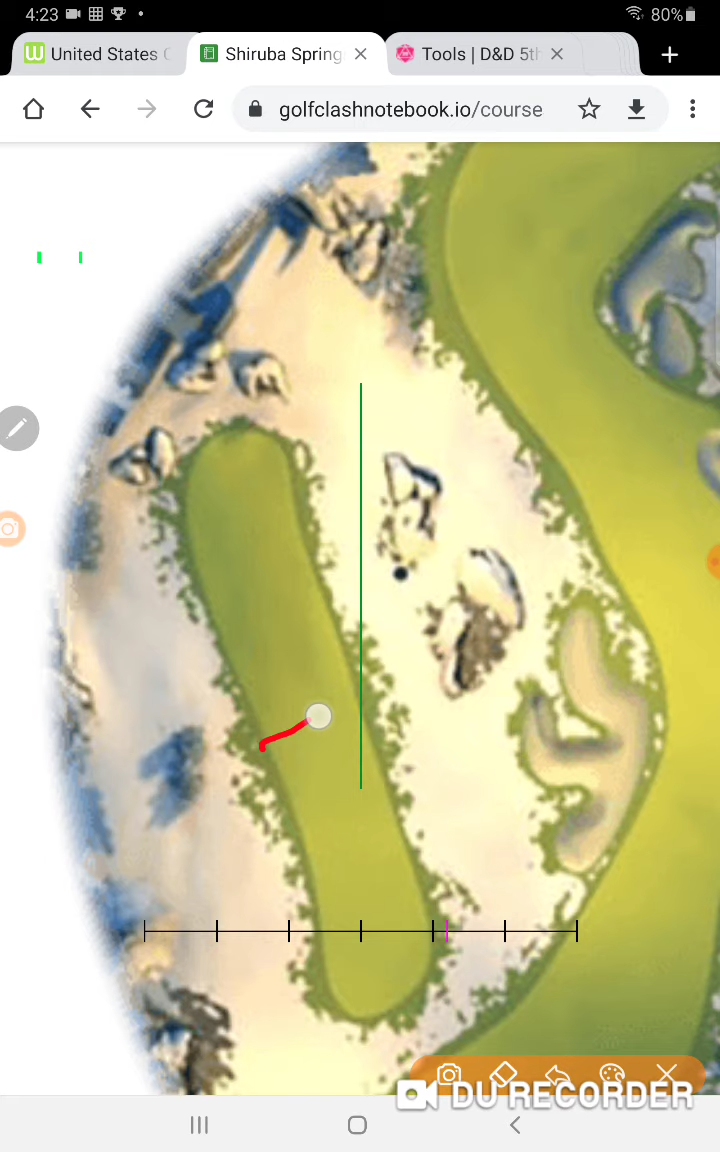 4:23
80%
United States
Shiruba Spring
Tools | D&D 5th
golfclashnotebook.io/course
DU RECORDER